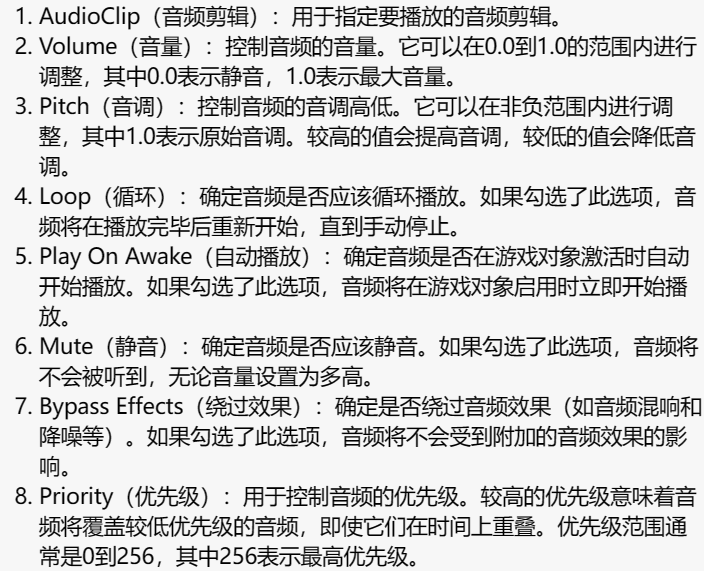 1. AudioClip（音频剪辑）：用于指定要播放的音频剪辑。
2. Volume（音量）：控制音频的音量。它可以在0.0到1.0的范围内进行
调整，其中0.0表示静音，1.0表示最大音量。
3. Pitch（音调）：控制音频的音调高低。它可以在非负范围内进行调
整，其中1.0表示原始音调。较高的值会提高音调，较低的值会降低音
调。
4. Loop（循环）：确定音频是否应该循环播放。如果勾选了此选项，音
频将在播放完毕后重新开始，直到手动停止。
5. Play On Awake（自动播放）：确定音频是否在游戏对象激活时自动
开始播放。如果勾选了此选项，音频将在游戏对象启用时立即开始播
放。
6. Mute（静音）：确定音频是否应该静音。如果勾选了此选项，音频将
不会被听到，无论音量设置为多高。
7. Bypass Effects（绕过效果）：确定是否绕过音频效果（如音频混响和
降噪等）。如果勾选了此选项，音频将不会受到附加的音频效果的影
响。
8. Priority（优先级）：用于控制音频的优先级。较高的优先级意味着音
频将覆盖较低优先级的音频，即使它们在时间上重叠。优先级范围通
常是0到256，其中256表示最高优先级。